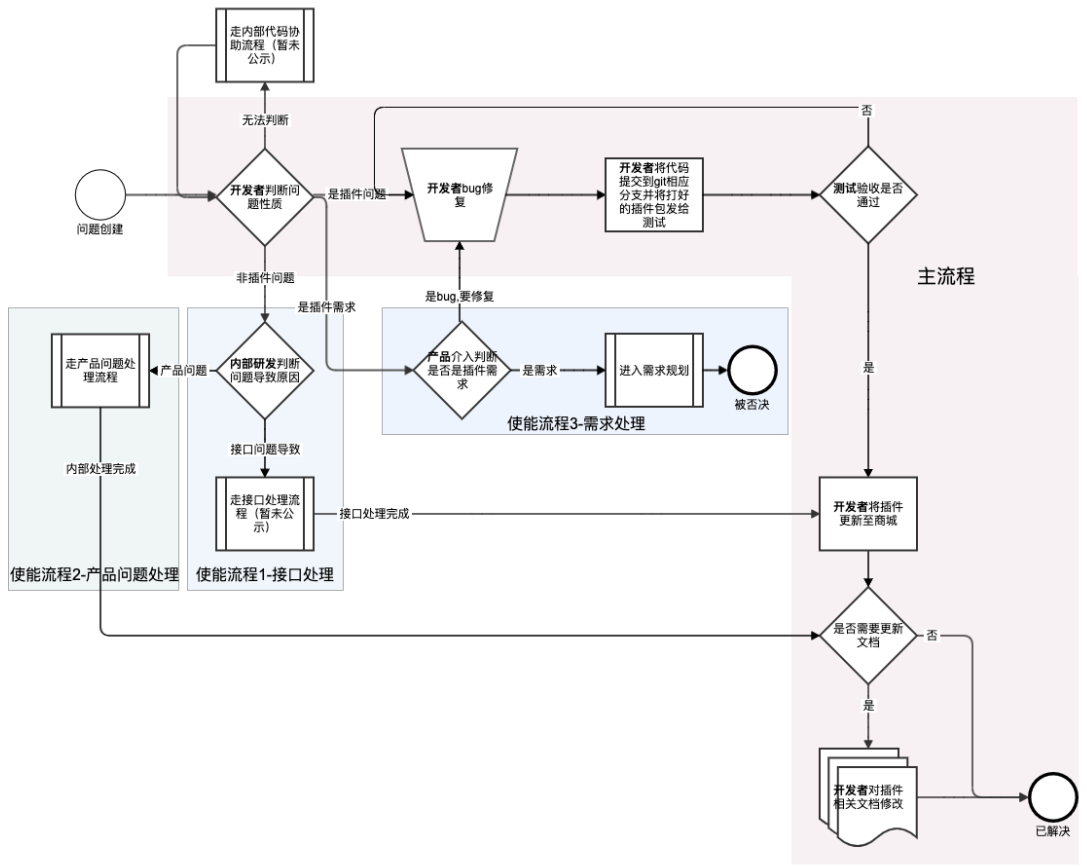 走内部代码协
助流程（暂未
公示）
无法判断
否
问题创建
开发者判断问
题性质
是插件问题
开发者bug修
复
开发者将代码
提交到git相应
分支并将打好
的插件包发给
测试
测试验收是否
通过
主流程
非插件问题
是插件需求
是bug,要修复
走产品问题处
理流程
产品问题
内部研发判断
问题导致原因
产品介入判断
是否是插件需
求
是需求
进入需求规划
被否决
是
使能流程3-需求处理
内部处理完成
接口问题导致
走接口处理流
程（暂未公
示）
接口处理完成
开发者将插件
更新至商城
使能流程2-产品问题处理
使能流程1-接口处理
是否需要更新
文档
否
是
开发者对插件
相关文档修改
已解决